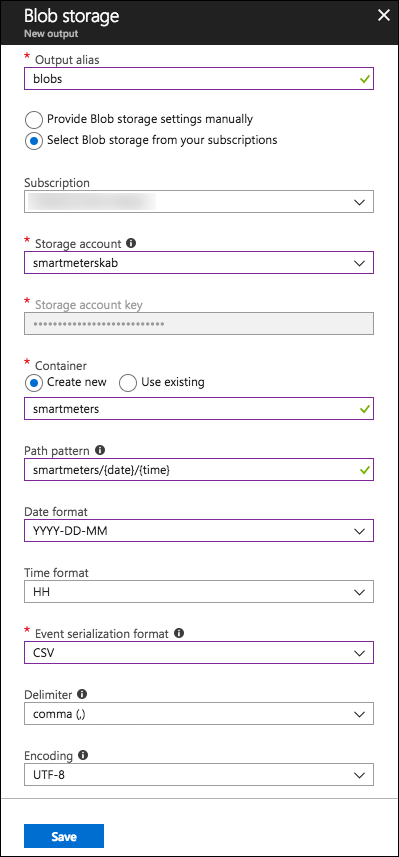 Blob storage
New output
* Output alias
blobs
Provide Blob storage settings manually
Select Blob storage from your subscriptions
Subscription
* Storage account
smartmeterskab
* Storage account key
••••••••••••••••••••••••••
* Container
Create new Use existing
smartmeters
Path pattern
smartmeters/{date}/{time}
Date format
YYYY-DD-MM
Time format
HH
* Event serialization format
CSV
Delimiter
comma (,)
Encoding
UTF-8
Save